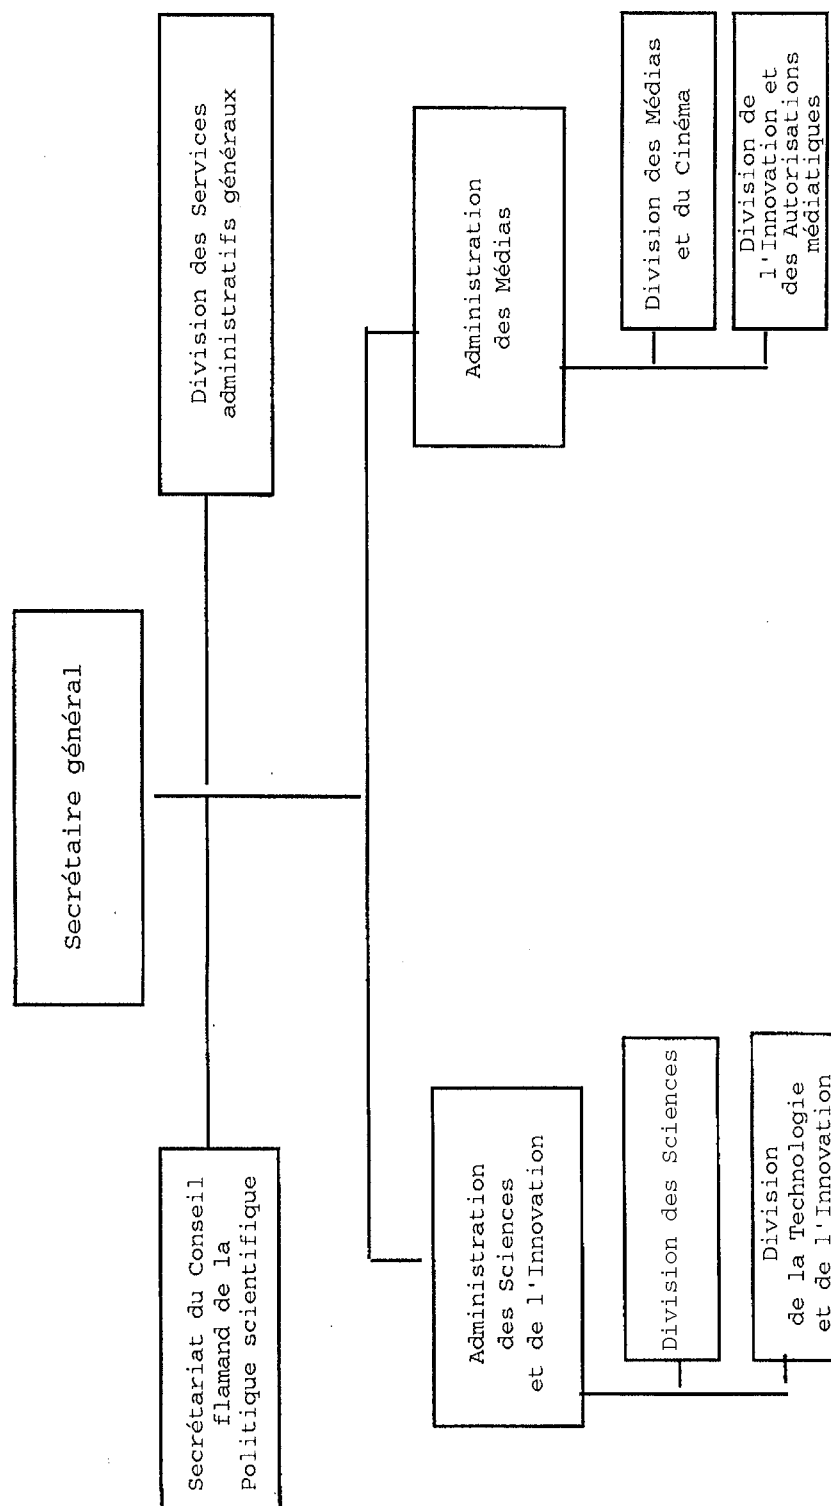 Secrétaire général
Secrétariat du Conseil
flamand de la
Politique scientifique
Division des Services
administratifs généraux
Administration
des Sciences
et de l'Innovation
Administration
des Médias
Division des Sciences
Division
de la Technologie
et de l'Innovation
Division des Médias
et du Cinéma
Division de
l'Innovation et
des Autorisations
médiatiques